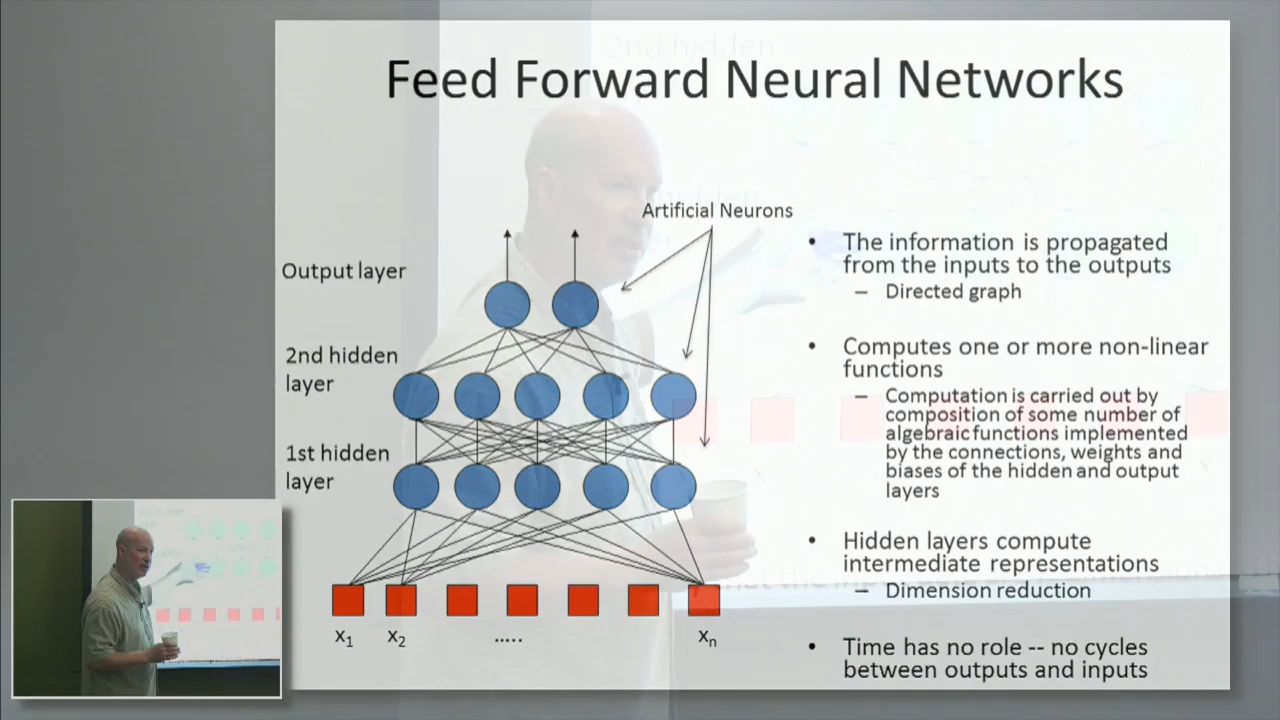 Feed Forward Neural Networks
Artificial Neurons
Output layer
2nd hidden
layer
1st hidden
layer
x1
x2
.....
xn
• The information is propagated
from the inputs to the outputs
– Directed graph
• Computes one or more non-linear
functions
– Computation is carried out by
composition of some number of
algebraic functions implemented
by the connections, weights and
biases of the hidden and output
layers
• Hidden layers compute
intermediate representations
– Dimension reduction
• Time has no role -- no cycles
between outputs and inputs
2nd hidden